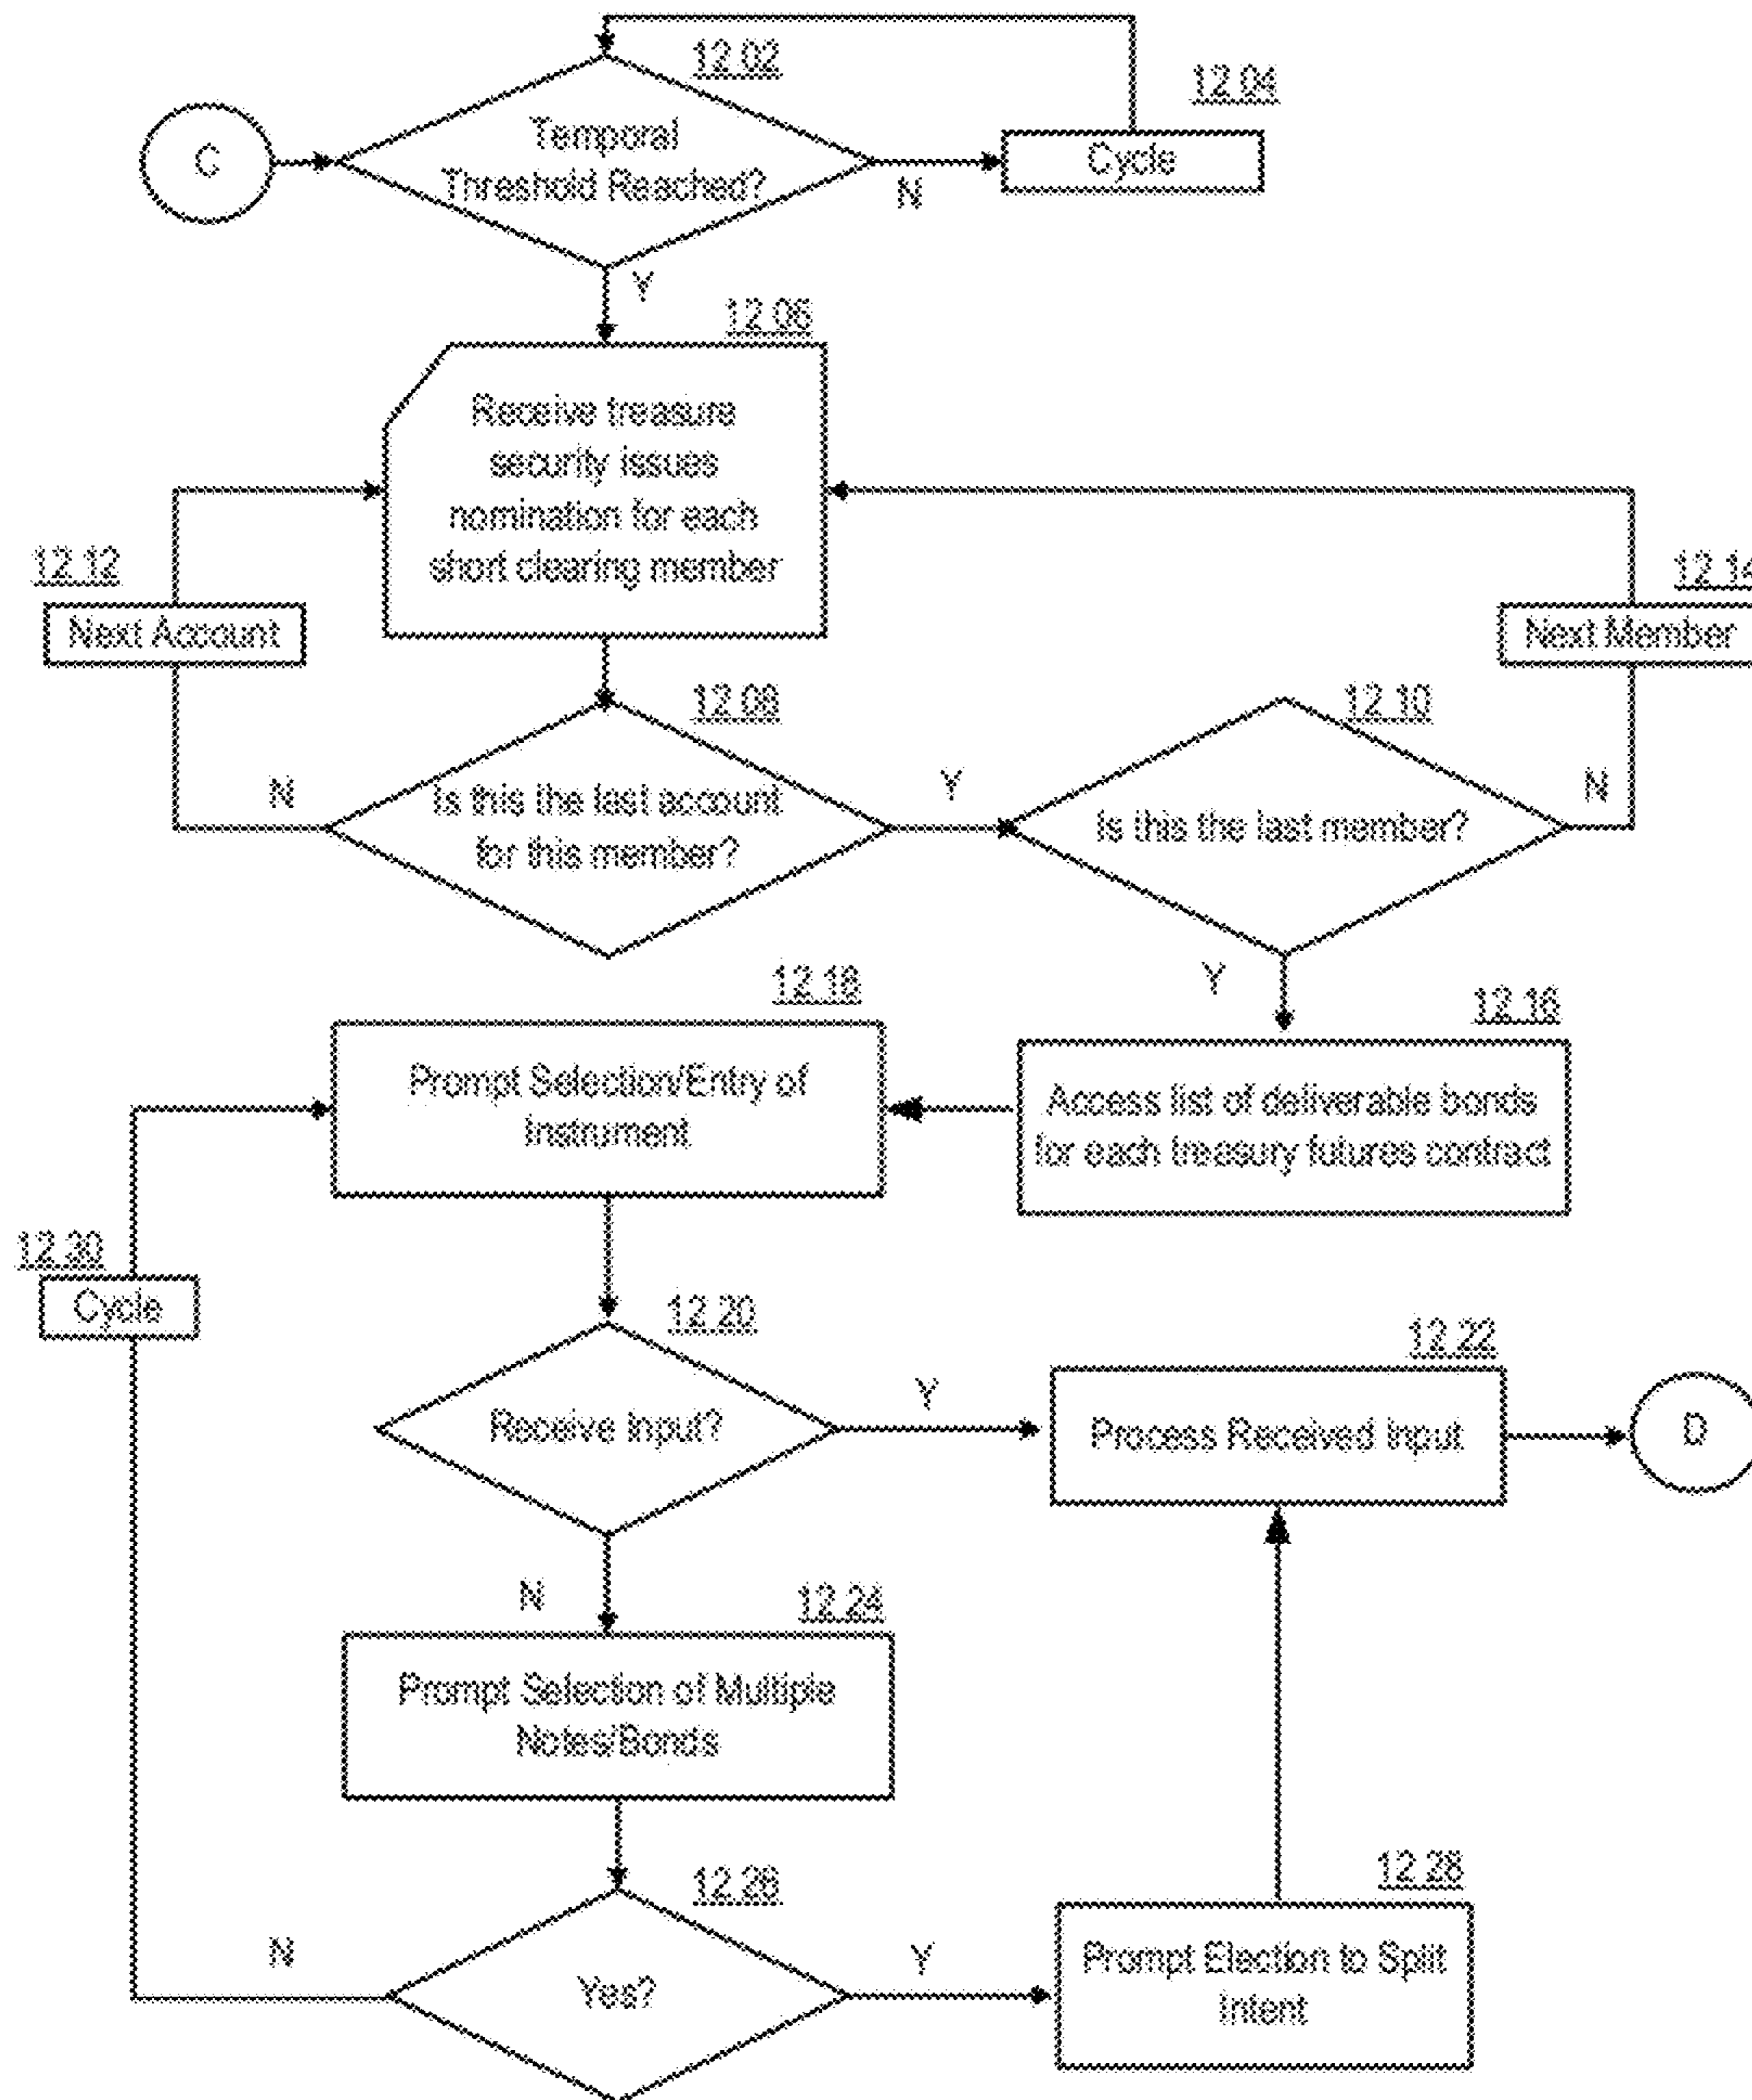 12.02
12.04
C
Temporal
Threshold Reached?
N
Cycle
Y
12.06
Receive treasure
security issues
nomination for each
short clearing member
12.12
Next Account
12.14
Next Member
12.08
12.10
N
Is this the last account
for this member?
Y
Is this the last member?
N
Y
12.18
12.16
Prompt Selection/Entry of
Instrument
Access list of deliverable bonds
for each treasury futures contract
12.30
Cycle
12.20
12.22
Receive Input?
Y
Process Received Input
D
N
12.24
Prompt Selection of Multiple
Notes/Bonds
12.26
12.28
N
Yes?
Y
Prompt Election to Split
Intent